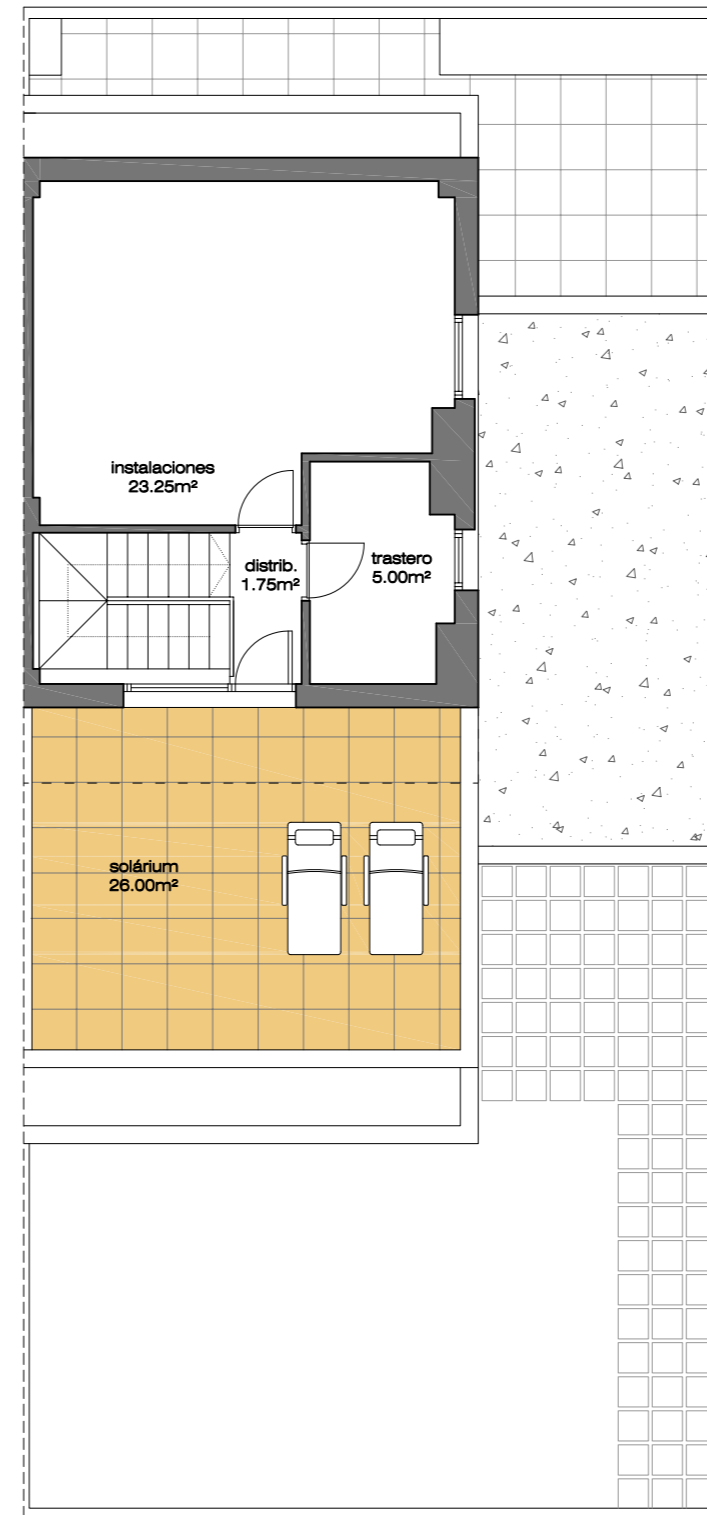 instalaciones
23.25m²
distrib.
1.75m²
trastero
5.00m²
solárium
26.00m²